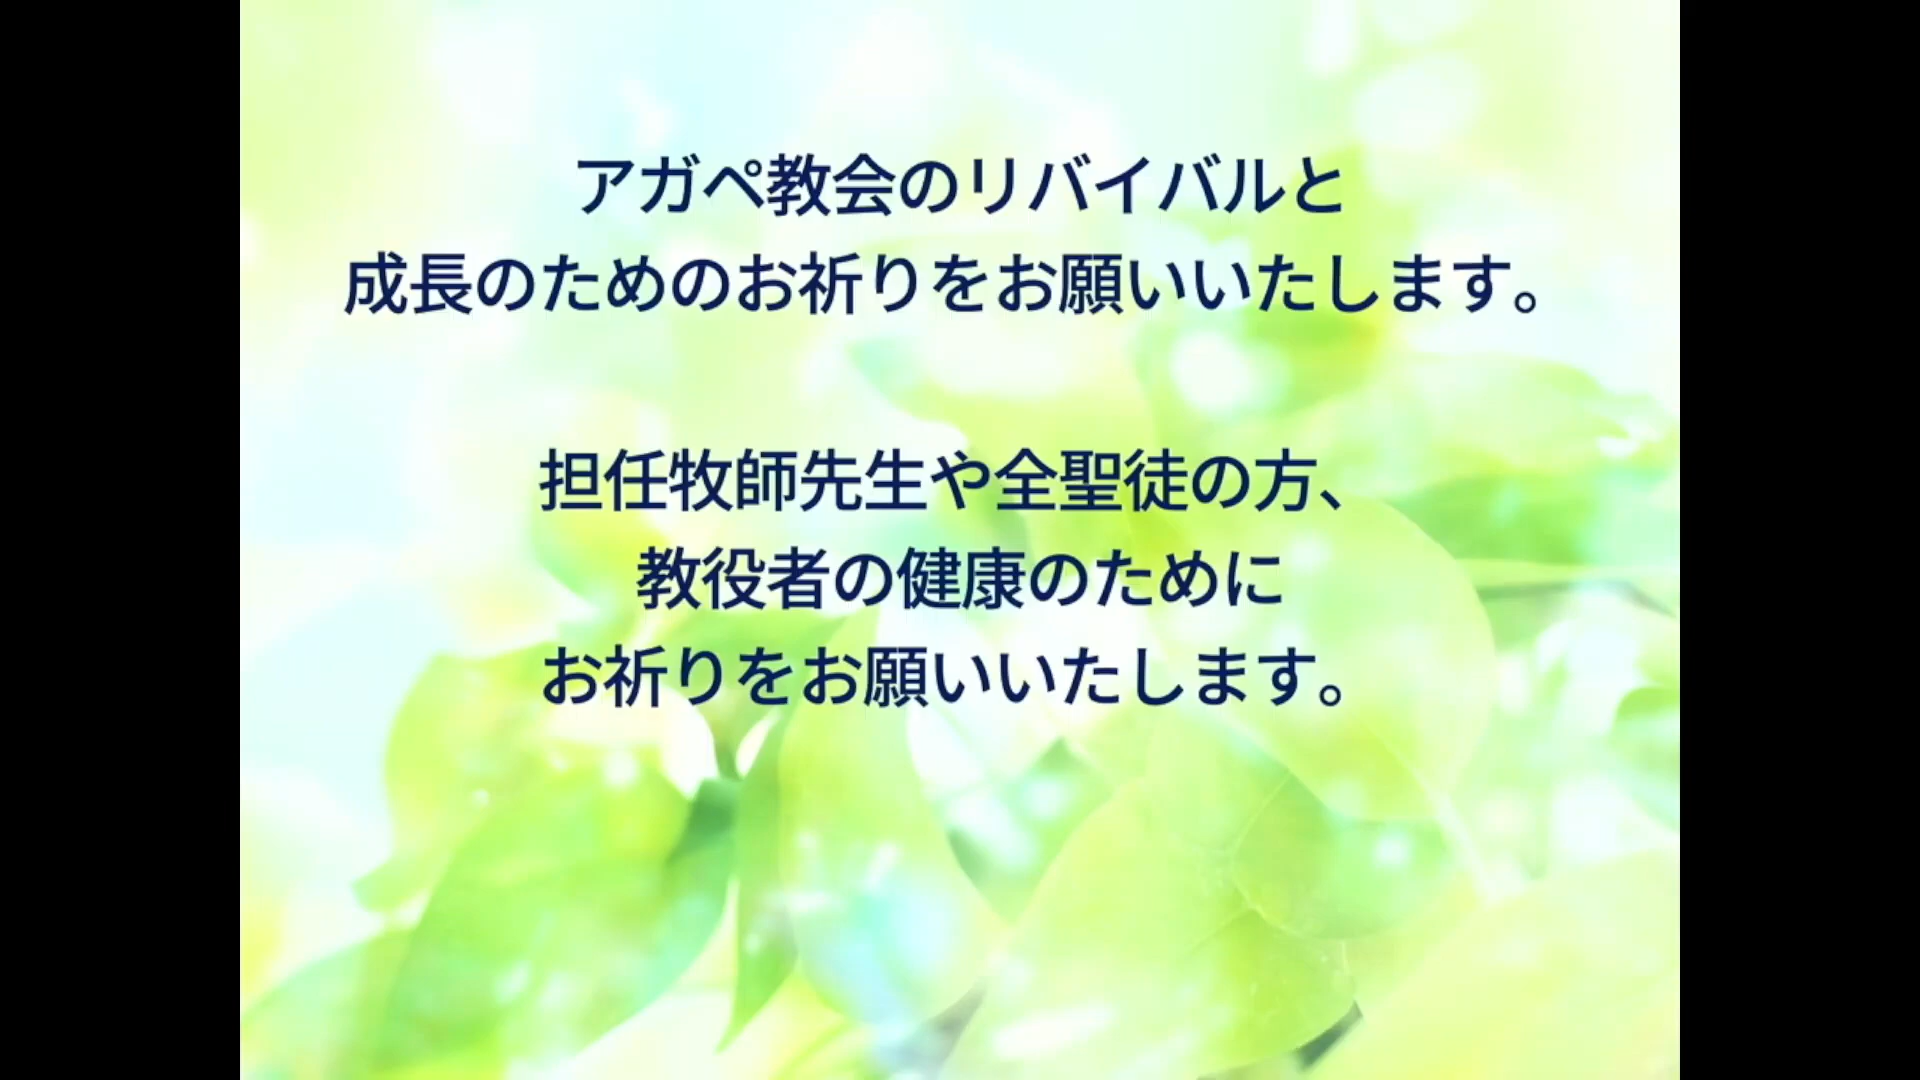 アガペ教会のリバイバルと
成長のためのお祈りをお願いいたします。
担任牧師先生や全聖徒の方、
教役者の健康のために
お祈りをお願いいたします。